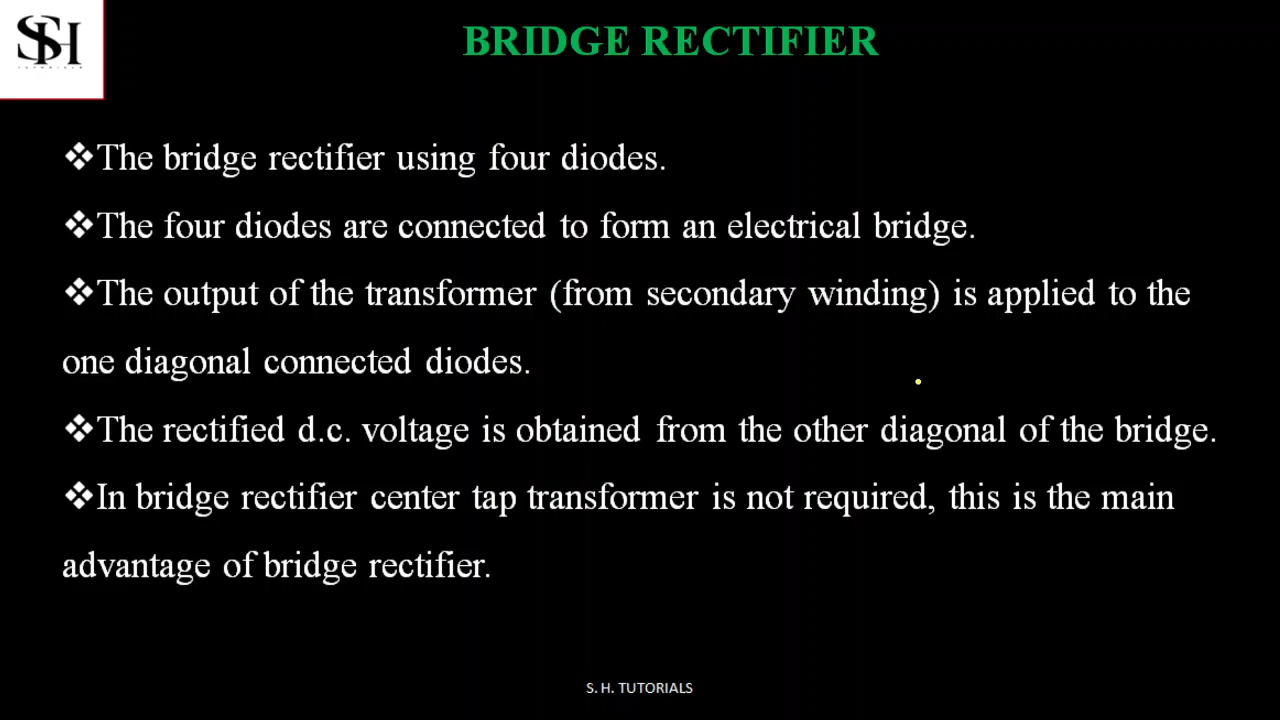 SH
TUTORIALS
BRIDGE RECTIFIER
❖The bridge rectifier using four diodes.
❖The four diodes are connected to form an electrical bridge.
❖The output of the transformer (from secondary winding) is applied to the
one diagonal connected diodes.
❖The rectified d.c. voltage is obtained from the other diagonal of the bridge.
❖In bridge rectifier center tap transformer is not required, this is the main
advantage of bridge rectifier.
S. H. TUTORIALS